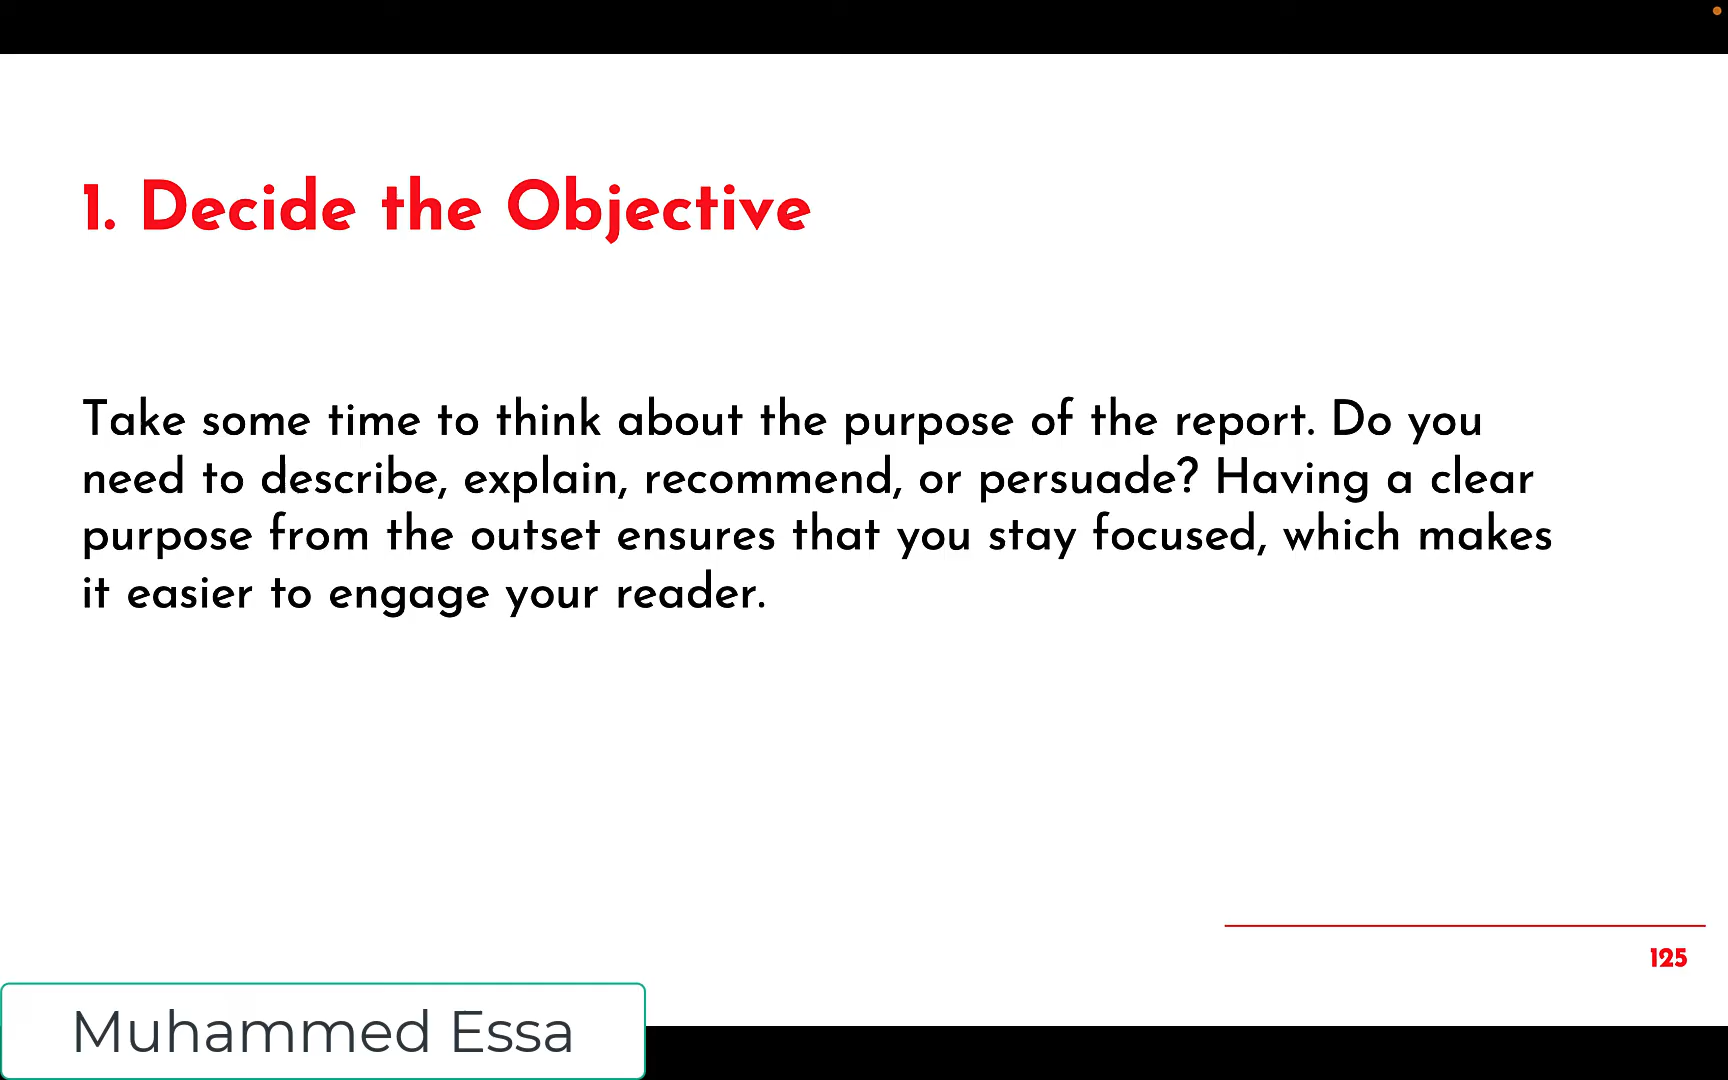 1. Decide the Objective
Take some time to think about the purpose of the report. Do you
need to describe, explain, recommend, or persuade? Having a clear
purpose from the outset ensures that you stay focused, which makes
it easier to engage your reader.
125
Muhammed Essa